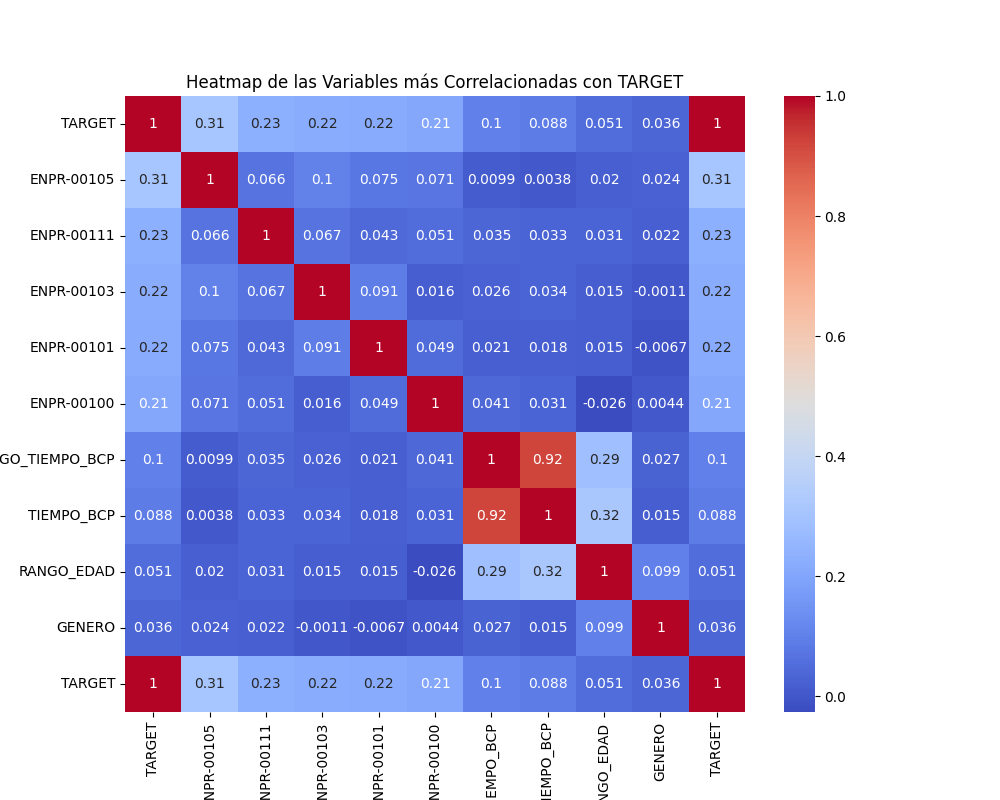 Heatmap de las Variables más Correlacionadas con TARGET
TARGET 1 0.31 0.23 0.22 0.22 0.21 0.1 0.088 0.051 0.036 1
ENPR-00105 0.31 1 0.066 0.1 0.075 0.071 0.0099 0.0038 0.02 0.024 0.31
ENPR-00111 0.23 0.066 1 0.067 0.043 0.051 0.035 0.033 0.031 0.022 0.23
ENPR-00103 0.22 0.1 0.067 1 0.091 0.016 0.026 0.034 0.015 -0.0011 0.22
ENPR-00101 0.22 0.075 0.043 0.091 1 0.049 0.021 0.018 0.015 -0.0067 0.22
ENPR-00100 0.21 0.071 0.051 0.016 0.049 1 0.041 0.031 -0.026 0.0044 0.21
GO_TIEMPO_BCP 0.1 0.0099 0.035 0.026 0.021 0.041 1 0.92 0.29 0.027 0.1
TIEMPO_BCP 0.088 0.0038 0.033 0.034 0.018 0.031 0.92 1 0.32 0.015 0.088
RANGO_EDAD 0.051 0.02 0.031 0.015 0.015 -0.026 0.29 0.32 1 0.099 0.051
GENERO 0.036 0.024 0.022 -0.0011 -0.0067 0.0044 0.027 0.015 0.099 1 0.036
TARGET 1 0.31 0.23 0.22 0.22 0.21 0.1 0.088 0.051 0.036 1
TARGET
NPR-00105
NPR-00111
NPR-00103
NPR-00101
NPR-00100
EMPO_BCP
IEMPO_BCP
NGO_EDAD
GENERO
TARGET
1.0
0.8
0.6
0.4
0.2
0.0